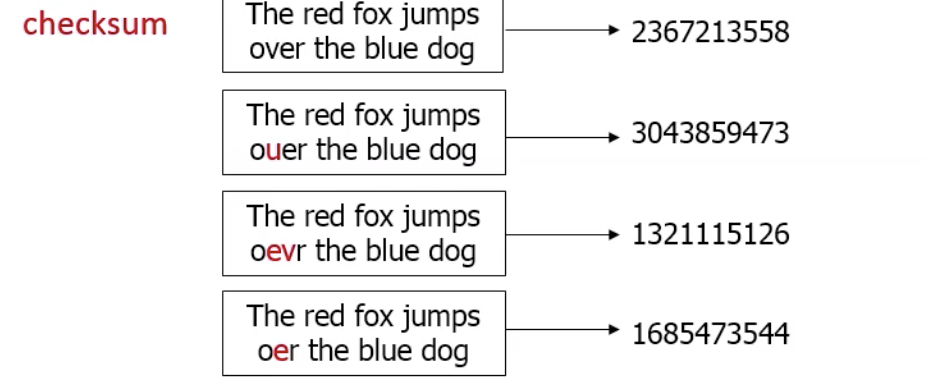 checksum
The red fox jumps
over the blue dog
2367213558
The red fox jumps
ouer the blue dog
3043859473
The red fox jumps
oevr the blue dog
1321115126
The red fox jumps
oer the blue dog
1685473544